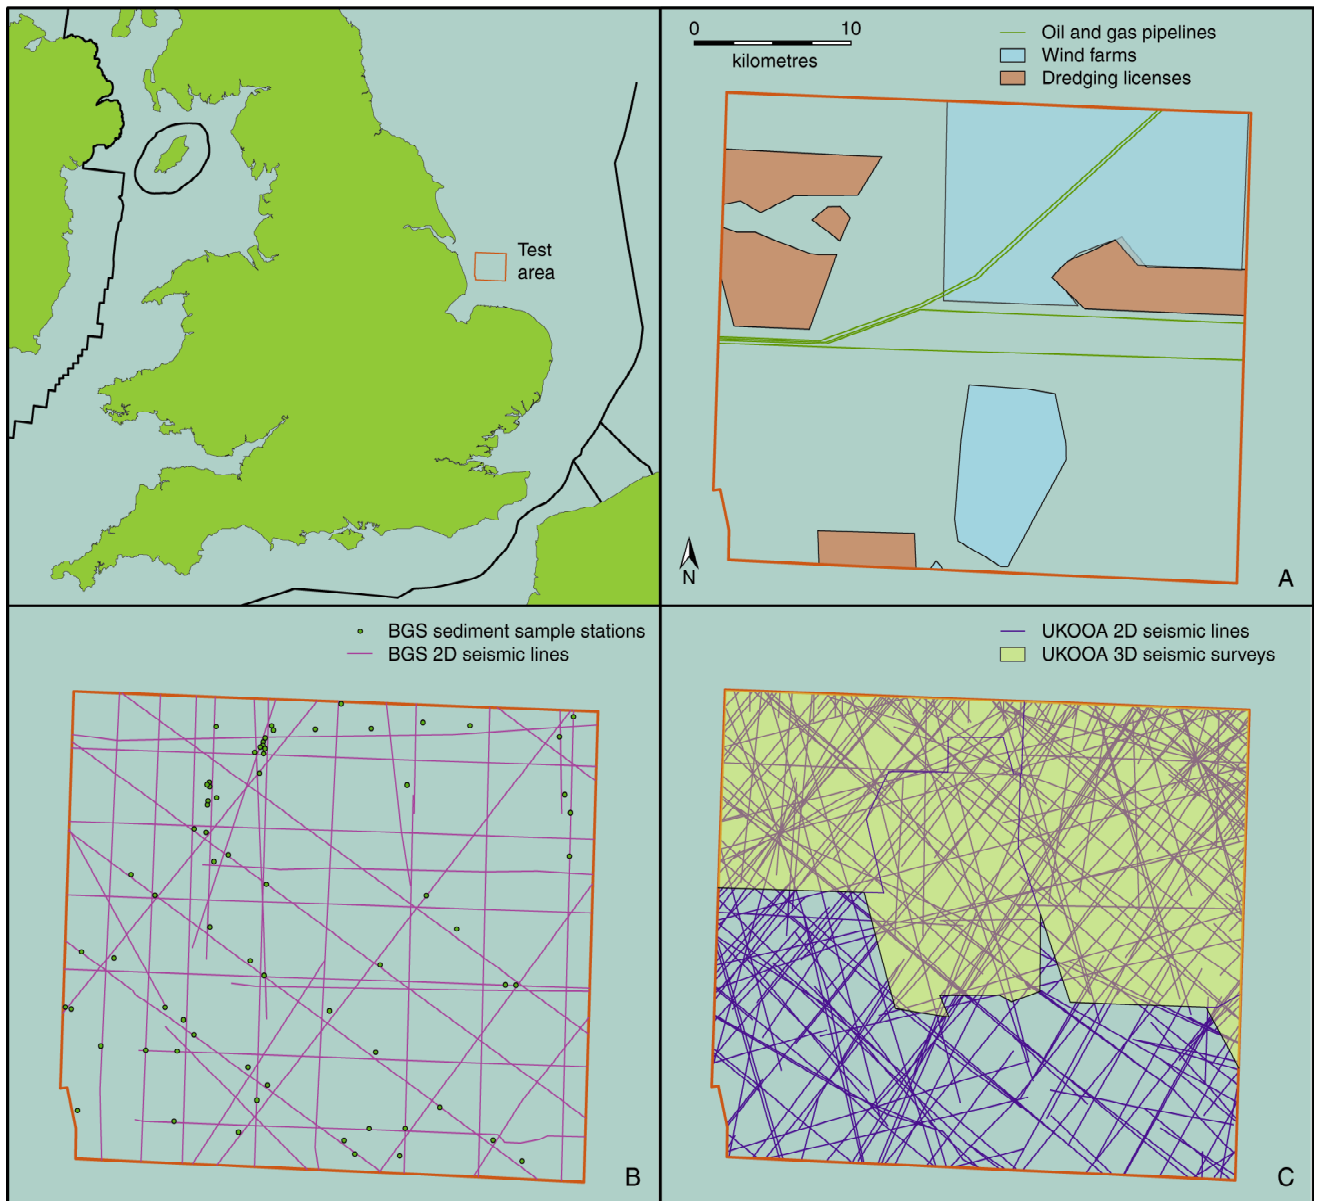 Test
area
0 10
kilometres
Oil and gas pipelines
Wind farms
Dredging licenses
N
A
BGS sediment sample stations
BGS 2D seismic lines
B
UKOOA 2D seismic lines
UKOOA 3D seismic surveys
C